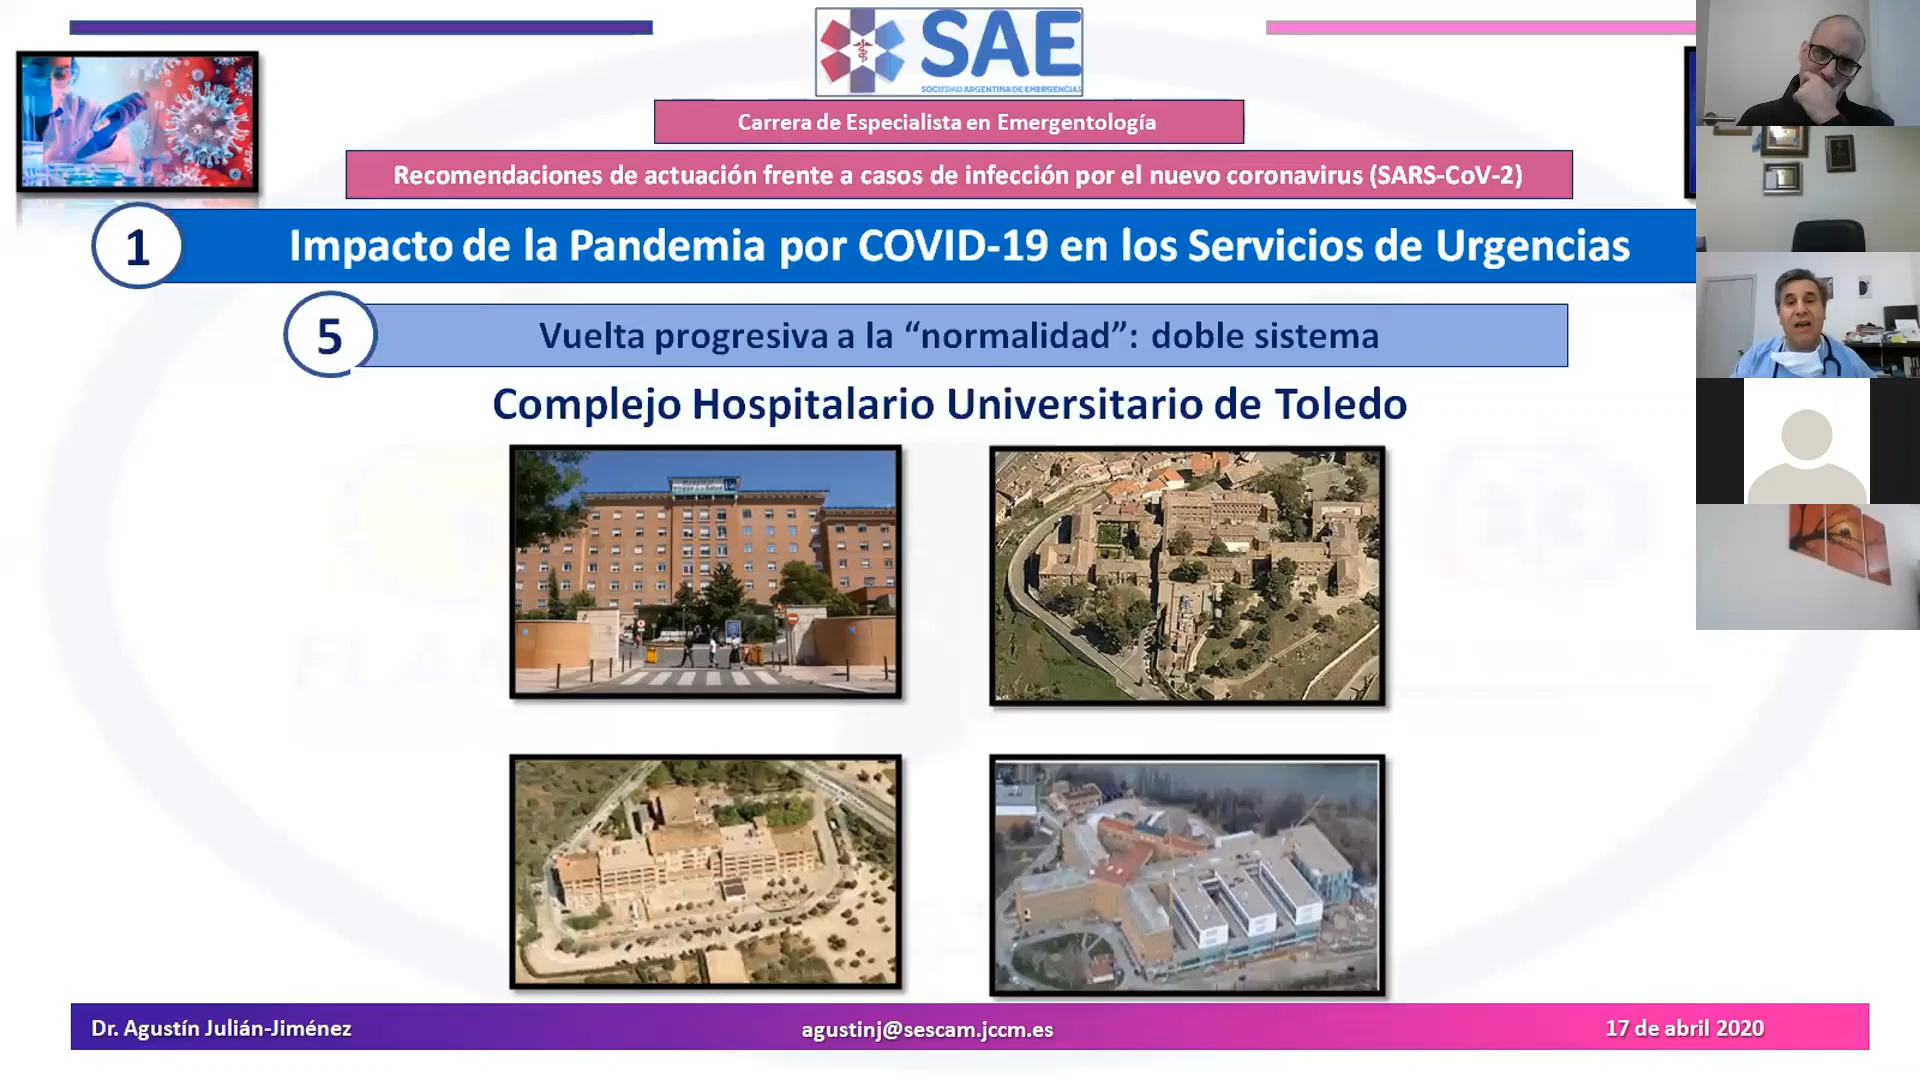 SAE
SOCIEDAD ARGENTINA DE EMERGENCIAS
Carrera de Especialista en Emergentología
Recomendaciones de actuación frente a casos de infección por el nuevo coronavirus (SARS-CoV-2)
1
Impacto de la Pandemia por COVID-19 en los Servicios de Urgencias
5
Vuelta progresiva a la “normalidad”: doble sistema
Complejo Hospitalario Universitario de Toledo
Dr. Agustín Julián-Jiménez
agustinj@sescam.jccm.es
17 de abril 2020